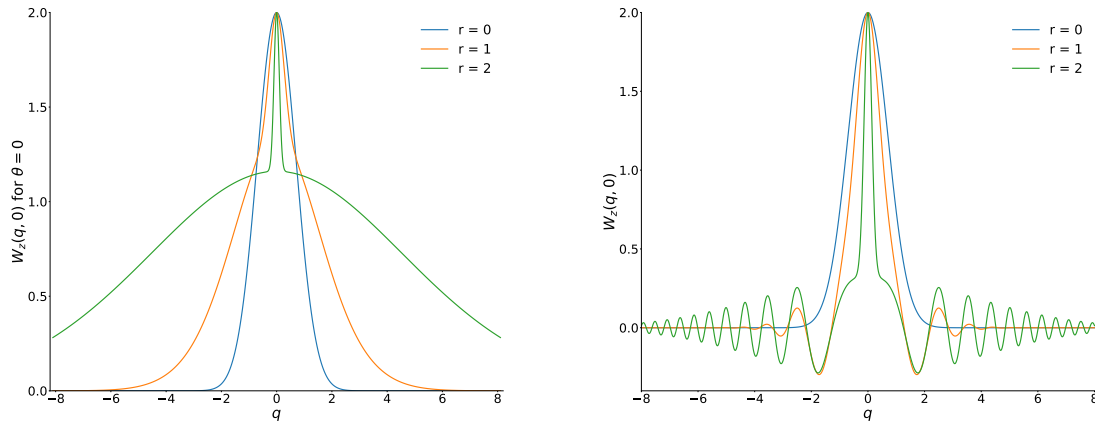 2.0
1.5
1.0
0.5
0.0
W_z(q, 0) for θ = 0
−8 −6 −4 −2 0 2 4 6 8
q
r = 0
r = 1
r = 2
2.0
1.5
1.0
0.5
0.0
W_z(q, 0)
−8 −6 −4 −2 0 2 4 6 8
q
r = 0
r = 1
r = 2